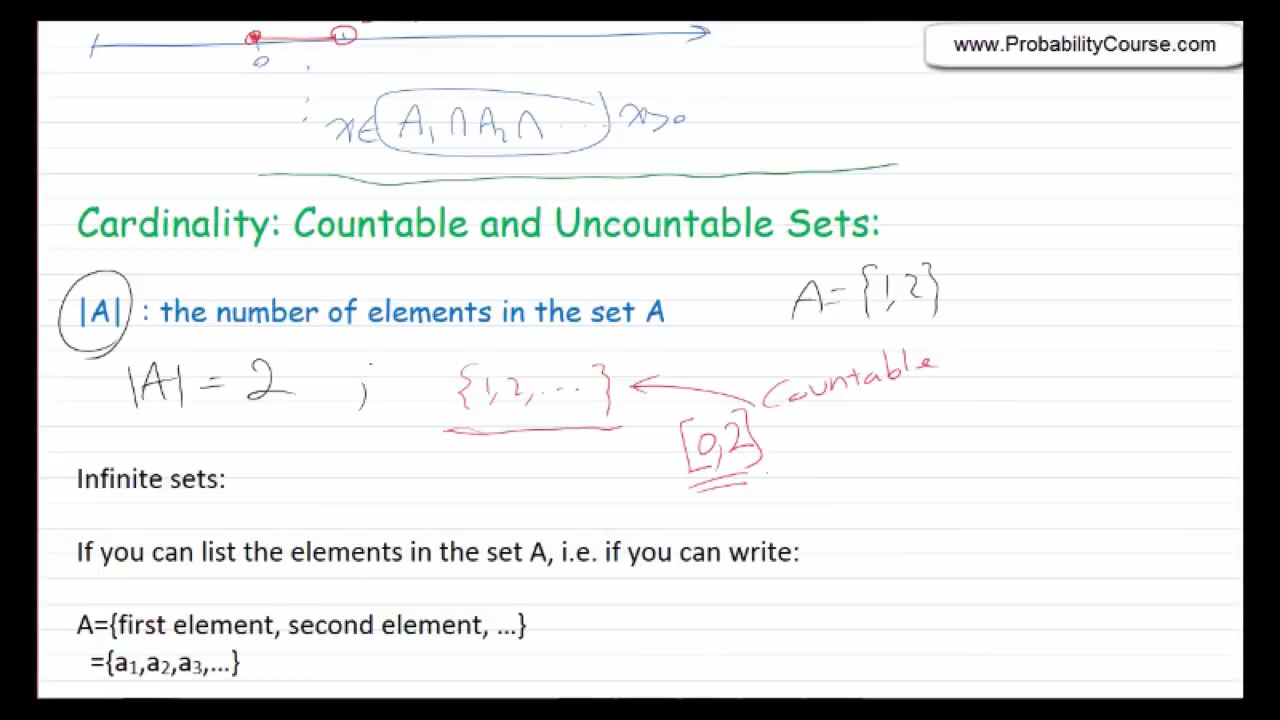 www.ProbabilityCourse.com
0
x∈ A₁ ∩ A₂ ∩ ... x>0
Cardinality: Countable and Uncountable Sets:
|A| : the number of elements in the set A
A = {1,2}
|A| = 2 ; {1,2,...}
Countable
[0,2]
Infinite sets:
If you can list the elements in the set A, i.e. if you can write:
A={first element, second element, ...}
={a₁,a₂,a₃,...}